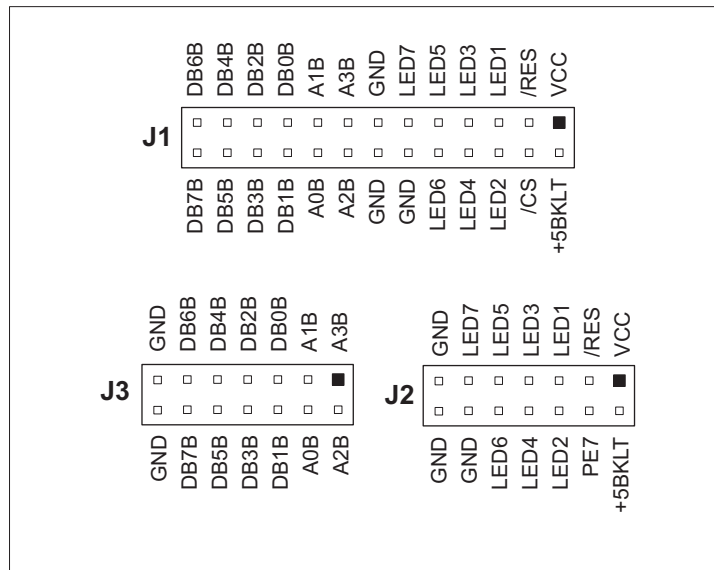 DB6B DB4B DB2B DB0B A1B A3B GND LED7 LED5 LED3 LED1 /RES VCC
J1
DB7B DB5B DB3B DB1B A0B A2B GND GND LED6 LED4 LED2 /CS +5BKLT
GND DB6B DB4B DB2B DB0B A1B A3B
J3
GND DB7B DB5B DB3B DB1B A0B A2B
GND LED7 LED5 LED3 LED1 /RES VCC
J2
GND GND LED6 LED4 LED2 PE7 +5BKLT